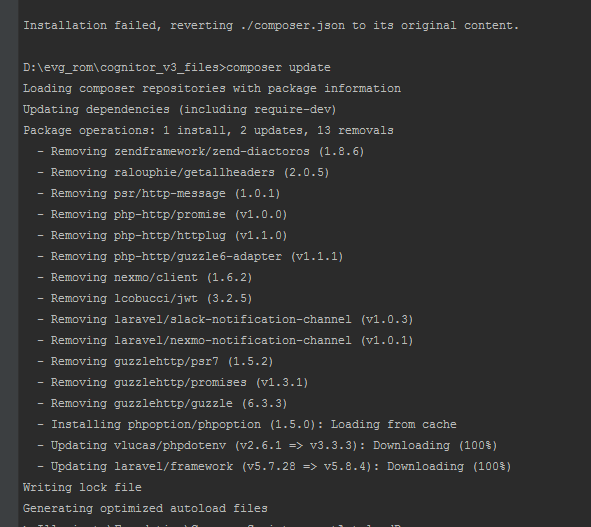 Installation failed, reverting ./composer.json to its original content.
D:\evg_rom\cognitor_v3_files>composer update
Loading composer repositories with package information
Updating dependencies (including require-dev)
Package operations: 1 install, 2 updates, 13 removals
- Removing zendframework/zend-diactoros (1.8.6)
- Removing ralouphie/getallheaders (2.0.5)
- Removing psr/http-message (1.0.1)
- Removing php-http/promise (v1.0.0)
- Removing php-http/httplug (v1.1.0)
- Removing php-http/guzzle6-adapter (v1.1.1)
- Removing nexmo/client (1.6.2)
- Removing lcobucci/jwt (3.2.5)
- Removing laravel/slack-notification-channel (v1.0.3)
- Removing laravel/nexmo-notification-channel (v1.0.1)
- Removing guzzlehttp/psr7 (1.5.2)
- Removing guzzlehttp/promises (v1.3.1)
- Removing guzzlehttp/guzzle (6.3.3)
- Installing phpoption/phpoption (1.5.0): Loading from cache
- Updating vlucas/phpdotenv (v2.6.1 => v3.3.3): Downloading (100%)
- Updating laravel/framework (v5.7.28 => v5.8.4): Downloading (100%)
Writing lock file
Generating optimized autoload files